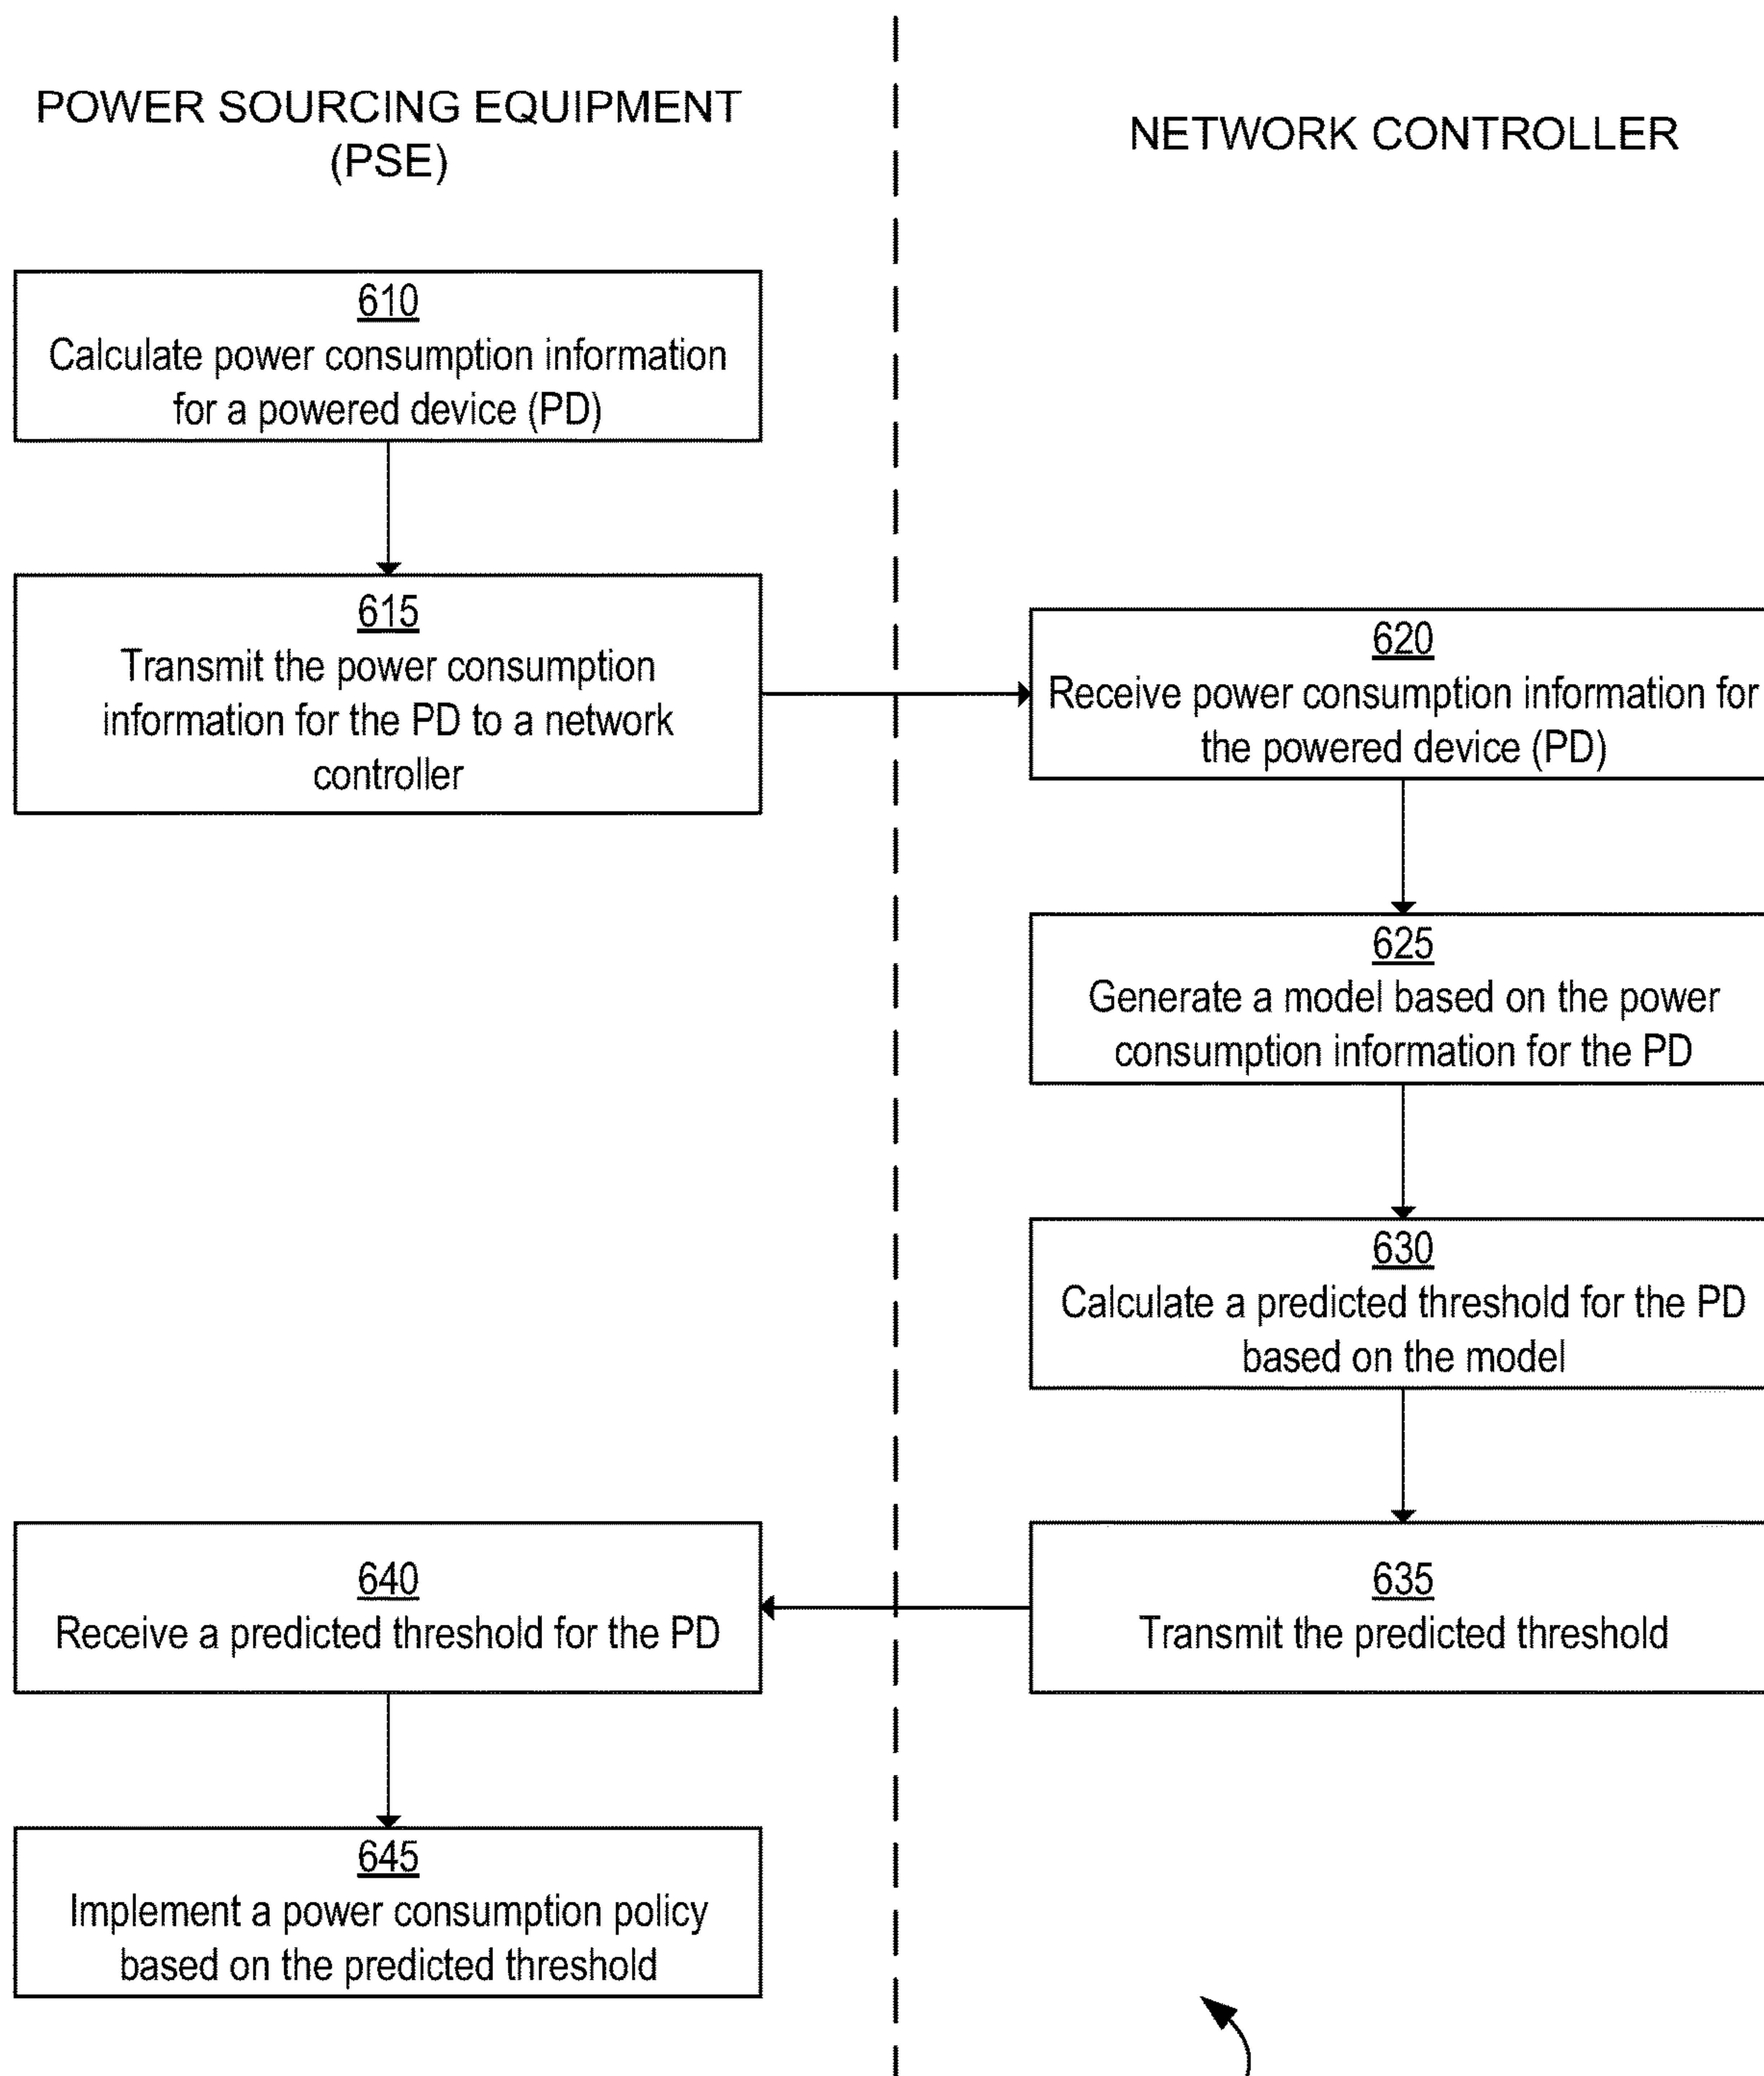 POWER SOURCING EQUIPMENT
(PSE)
NETWORK CONTROLLER
610
Calculate power consumption information
for a powered device (PD)
615
Transmit the power consumption
information for the PD to a network
controller
620
Receive power consumption information for
the powered device (PD)
625
Generate a model based on the power
consumption information for the PD
630
Calculate a predicted threshold for the PD
based on the model
635
Transmit the predicted threshold
640
Receive a predicted threshold for the PD
645
Implement a power consumption policy
based on the predicted threshold